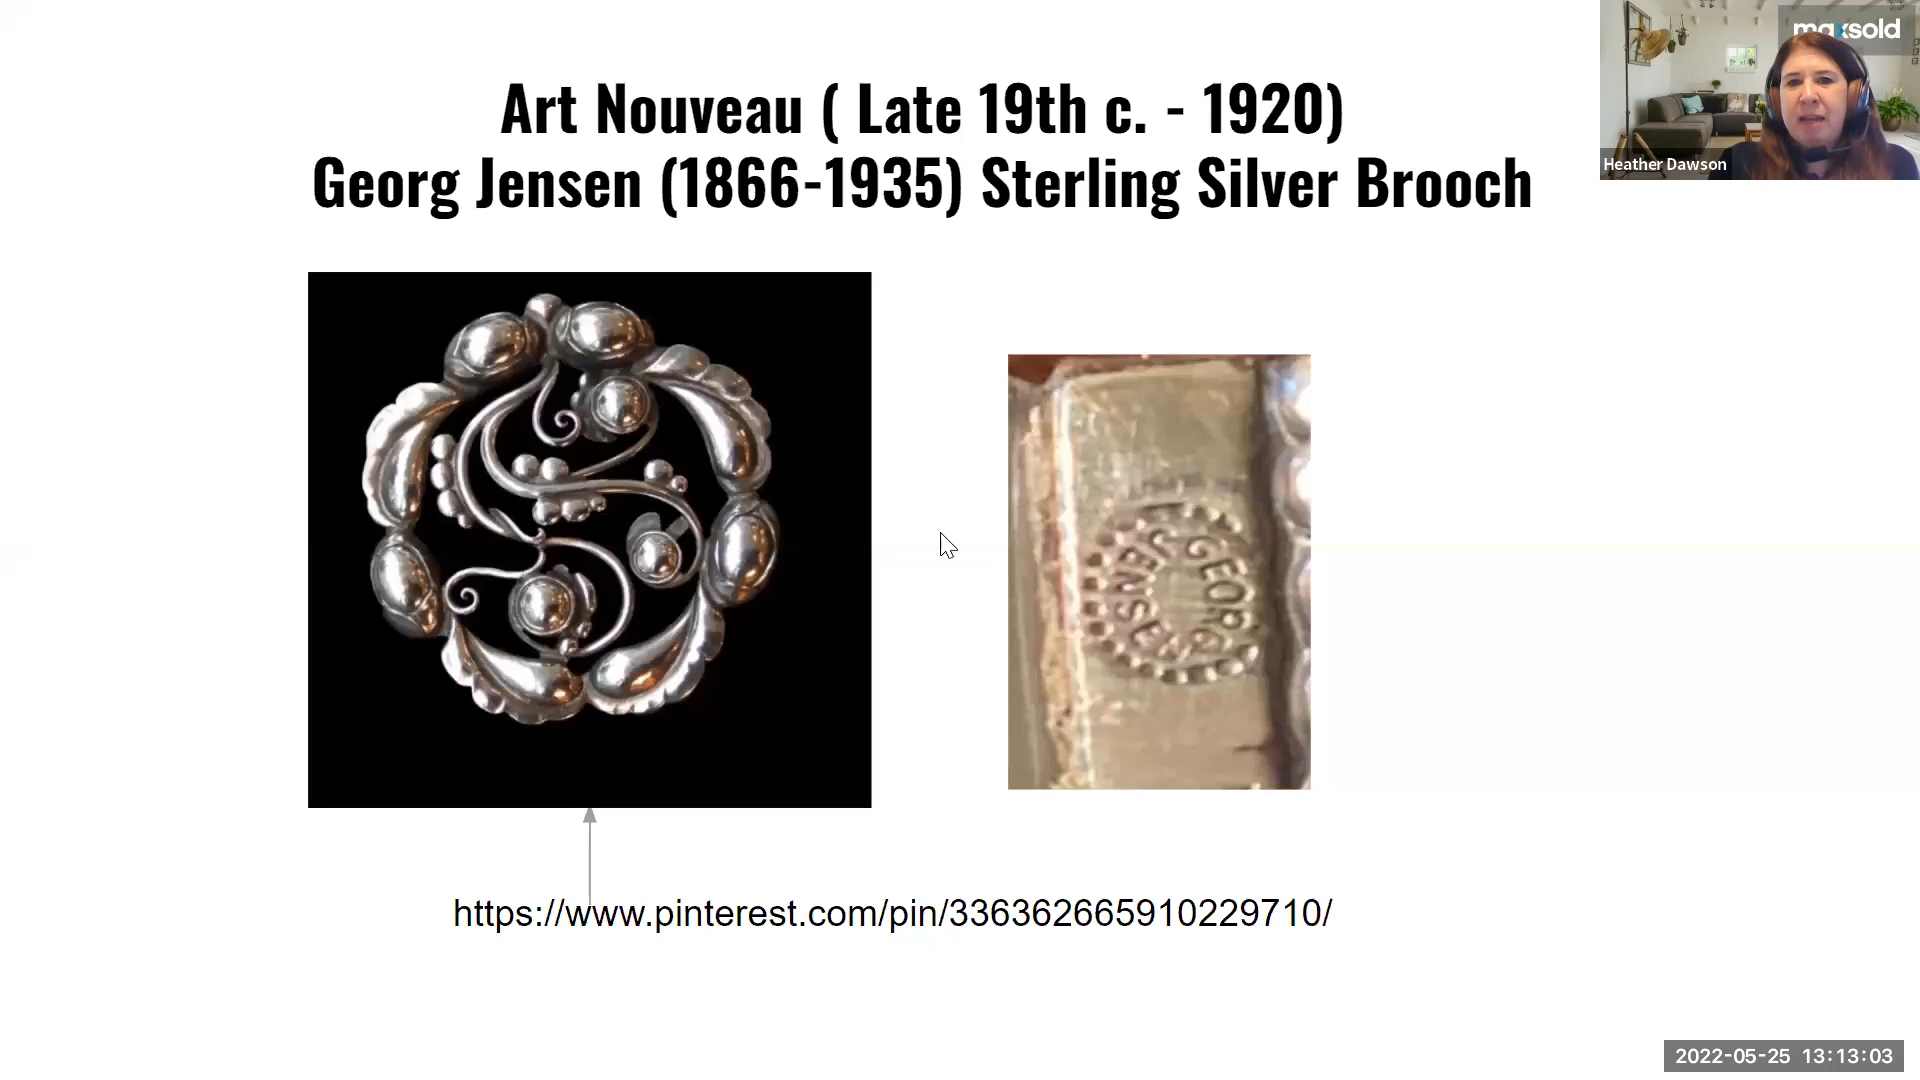 maxsold
Heather Dawson
Art Nouveau ( Late 19th c. - 1920)
Georg Jensen (1866-1935) Sterling Silver Brooch
GEORG
JENSEN
https://www.pinterest.com/pin/336362665910229710/
2022-05-25 13:13:03